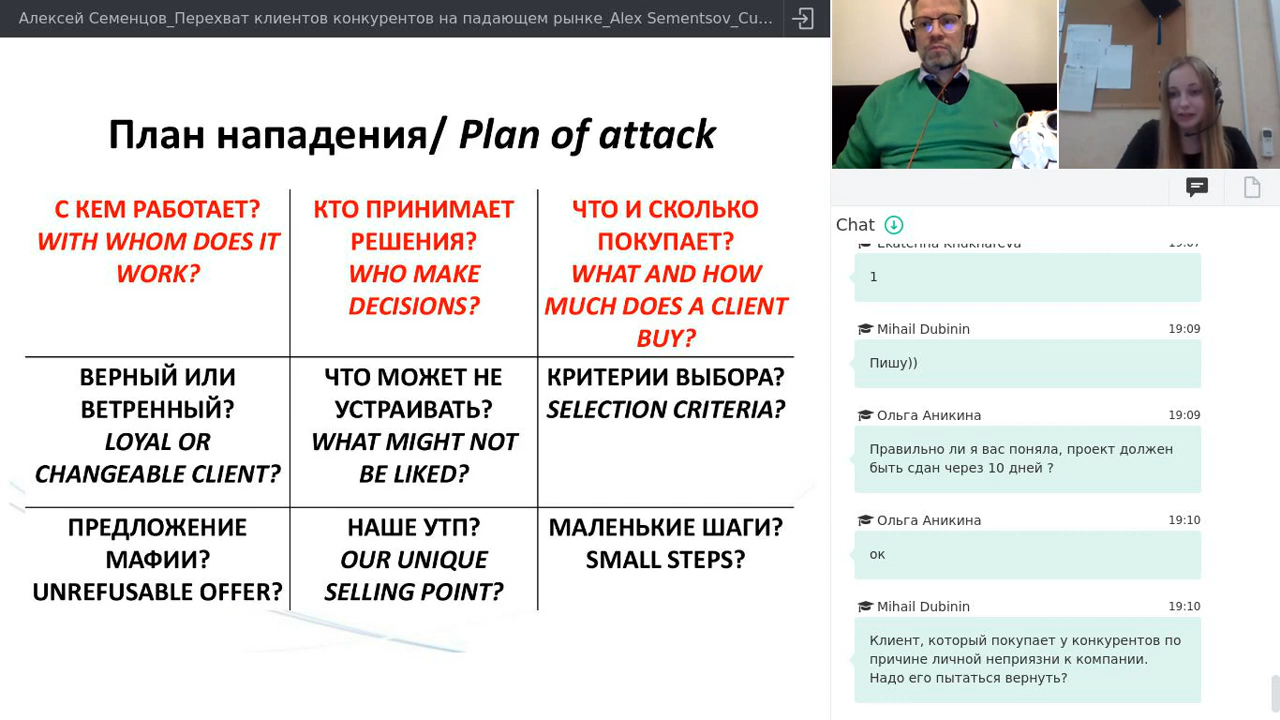 Алексей Семенцов_Перехват клиентов конкурентов на падающем рынке_Alex Sementsov_Cu...
План нападения/ Plan of attack
С КЕМ РАБОТАЕТ?
WITH WHOM DOES IT
WORK?
КТО ПРИНИМАЕТ
РЕШЕНИЯ?
WHO MAKE
DECISIONS?
ЧТО И СКОЛЬКО
ПОКУПАЕТ?
WHAT AND HOW
MUCH DOES A CLIENT
BUY?
ВЕРНЫЙ ИЛИ
ВЕТРЕННЫЙ?
LOYAL OR
CHANGEABLE CLIENT?
ЧТО МОЖЕТ НЕ
УСТРАИВАТЬ?
WHAT MIGHT NOT
BE LIKED?
КРИТЕРИИ ВЫБОРА?
SELECTION CRITERIA?
ПРЕДЛОЖЕНИЕ
МАФИИ?
UNREFUSABLE OFFER?
НАШЕ УТП?
OUR UNIQUE
SELLING POINT?
МАЛЕНЬКИЕ ШАГИ?
SMALL STEPS?
Chat
1
Mihail Dubinin 19:09
Пишу))
Ольга Аникина 19:09
Правильно ли я вас поняла, проект должен
быть сдан через 10 дней ?
Ольга Аникина 19:10
ок
Mihail Dubinin 19:10
Клиент, который покупает у конкурентов по
причине личной неприязни к компании.
Надо его пытаться вернуть?